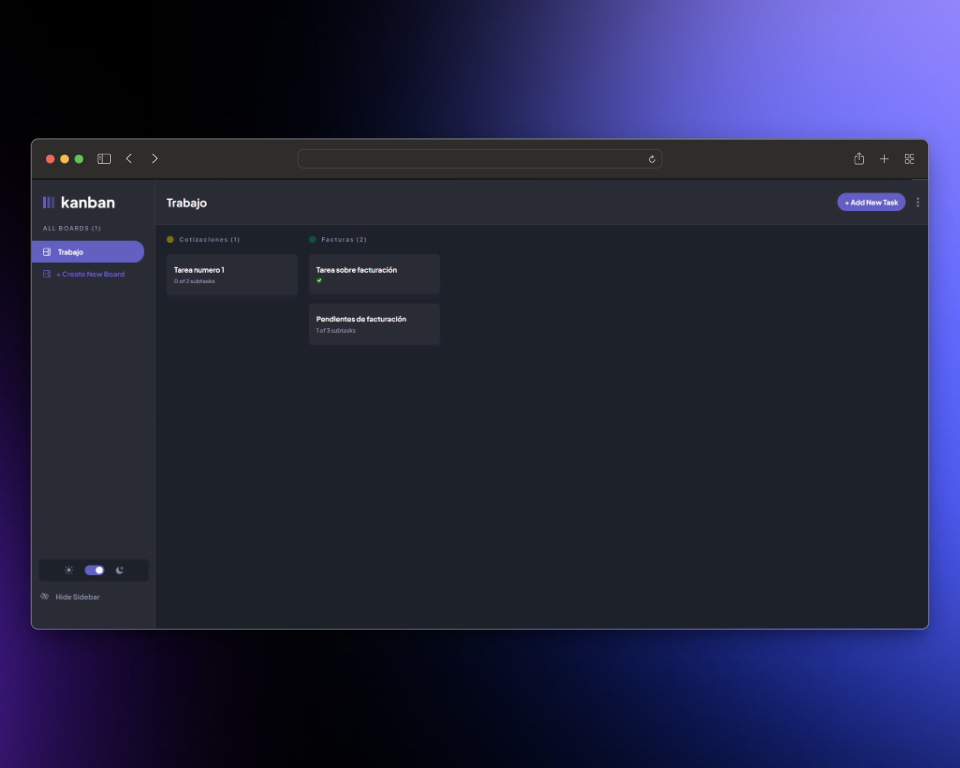 kanban
ALL BOARDS (1)
Trabajo
+ Create New Board
Hide Sidebar
Trabajo
+ Add New Task
Cotizaciones (1)
Tarea numero 1
0 of 2 subtasks
Facturas (2)
Tarea sobre facturación
Pendientes de facturación
1 of 3 subtasks